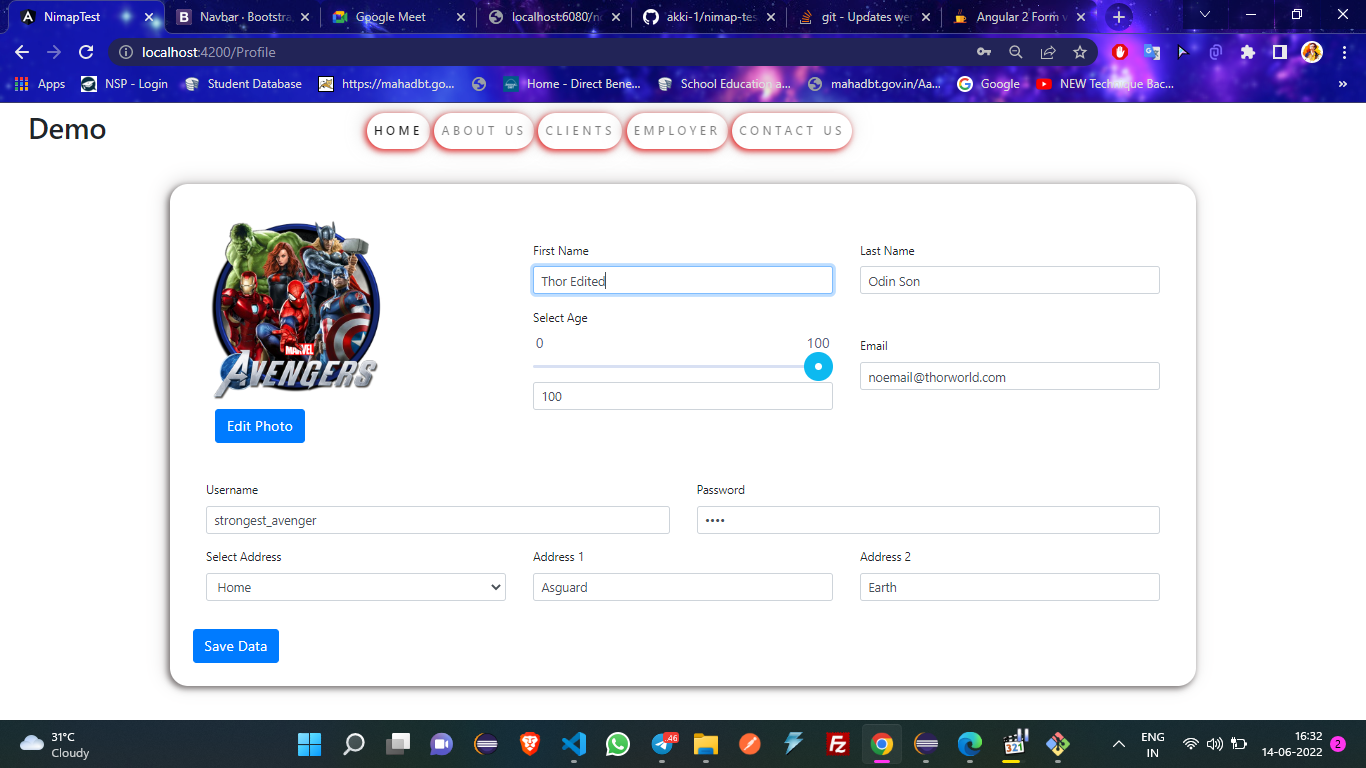 NimapTest
Navbar · Bootstra
Google Meet
localhost:6080/n
akki-1/nimap-tes
git - Updates wer
Angular 2 Form v
localhost:4200/Profile
Apps
NSP - Login
Student Database
https://mahadbt.go...
Home - Direct Bene...
School Education a...
mahadbt.gov.in/Aa...
Google
NEW Technique Bac...
»
Demo
HOME
ABOUT US
CLIENTS
EMPLOYER
CONTACT US
MARVEL
AVENGERS
Edit Photo
First Name
Thor Edited
Last Name
Odin Son
Select Age
0
100
100
Email
noemail@thorworld.com
Username
strongest_avenger
Password
••••
Select Address
Home
Address 1
Asguard
Address 2
Earth
Save Data
31°C
Cloudy
46
321
ENG
IN
16:32
14-06-2022
2